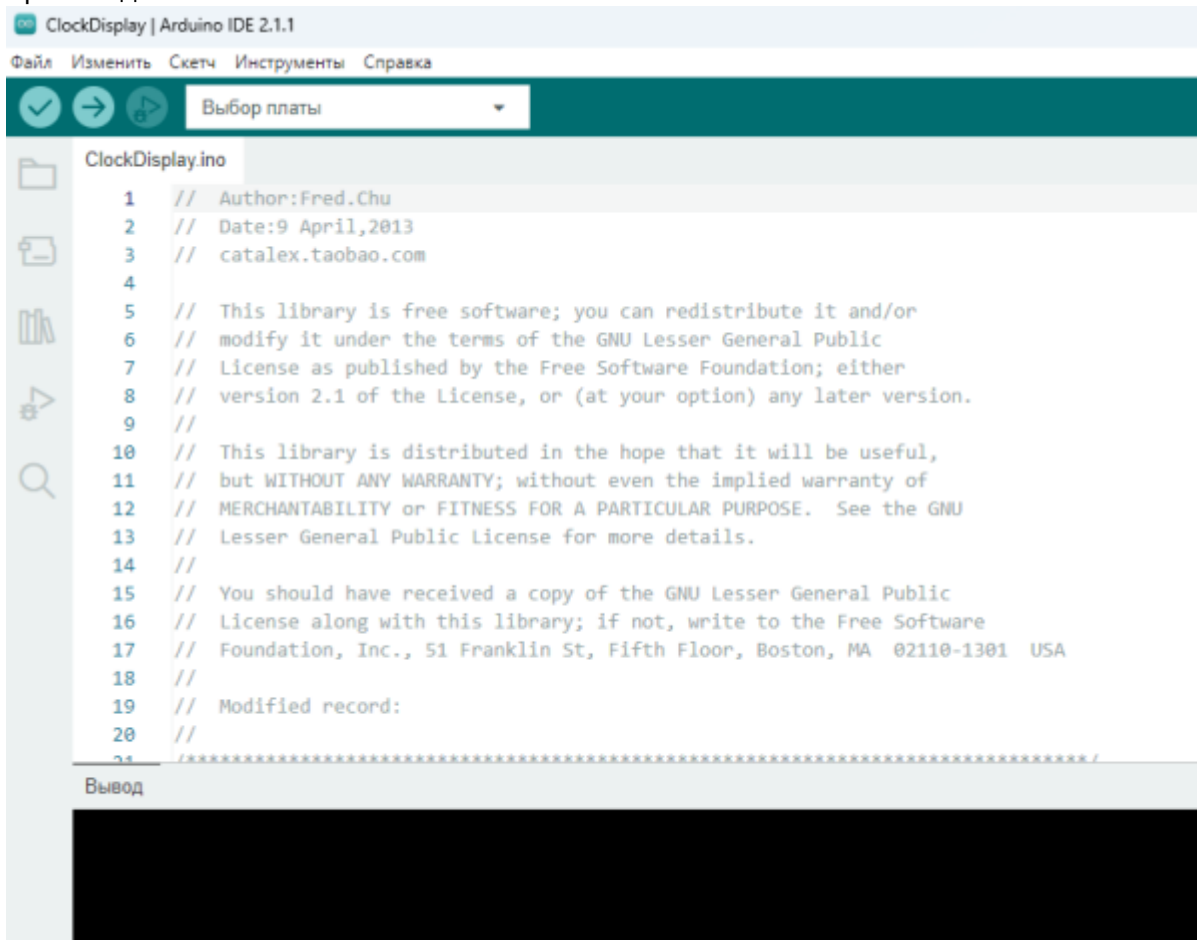 ClockDisplay | Arduino IDE 2.1.1
Файл Изменить Скетч Инструменты Справка
Выбор платы
ClockDisplay.ino
1 // Author:Fred.Chu
2 // Date:9 April,2013
3 // catalex.taobao.com
4
5 // This library is free software; you can redistribute it and/or
6 // modify it under the terms of the GNU Lesser General Public
7 // License as published by the Free Software Foundation; either
8 // version 2.1 of the License, or (at your option) any later version.
9 //
10 // This library is distributed in the hope that it will be useful,
11 // but WITHOUT ANY WARRANTY; without even the implied warranty of
12 // MERCHANTABILITY or FITNESS FOR A PARTICULAR PURPOSE.  See the GNU
13 // Lesser General Public License for more details.
14 //
15 // You should have received a copy of the GNU Lesser General Public
16 // License along with this library; if not, write to the Free Software
17 // Foundation, Inc., 51 Franklin St, Fifth Floor, Boston, MA  02110-1301  USA
18 //
19 // Modified record:
20 //
21 /*******************************************************************************/
Вывод